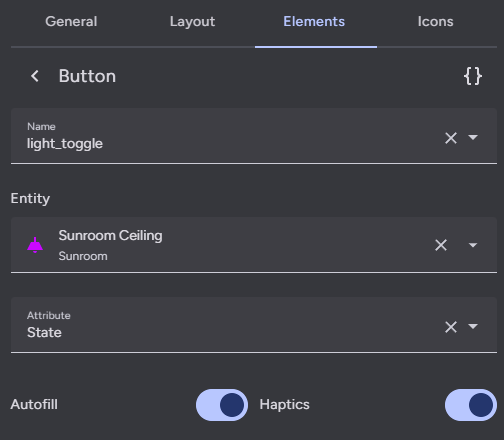 General Layout Elements Icons
Button {}
Name
light_toggle
Entity
Sunroom Ceiling
Sunroom
Attribute
State
Autofill Haptics